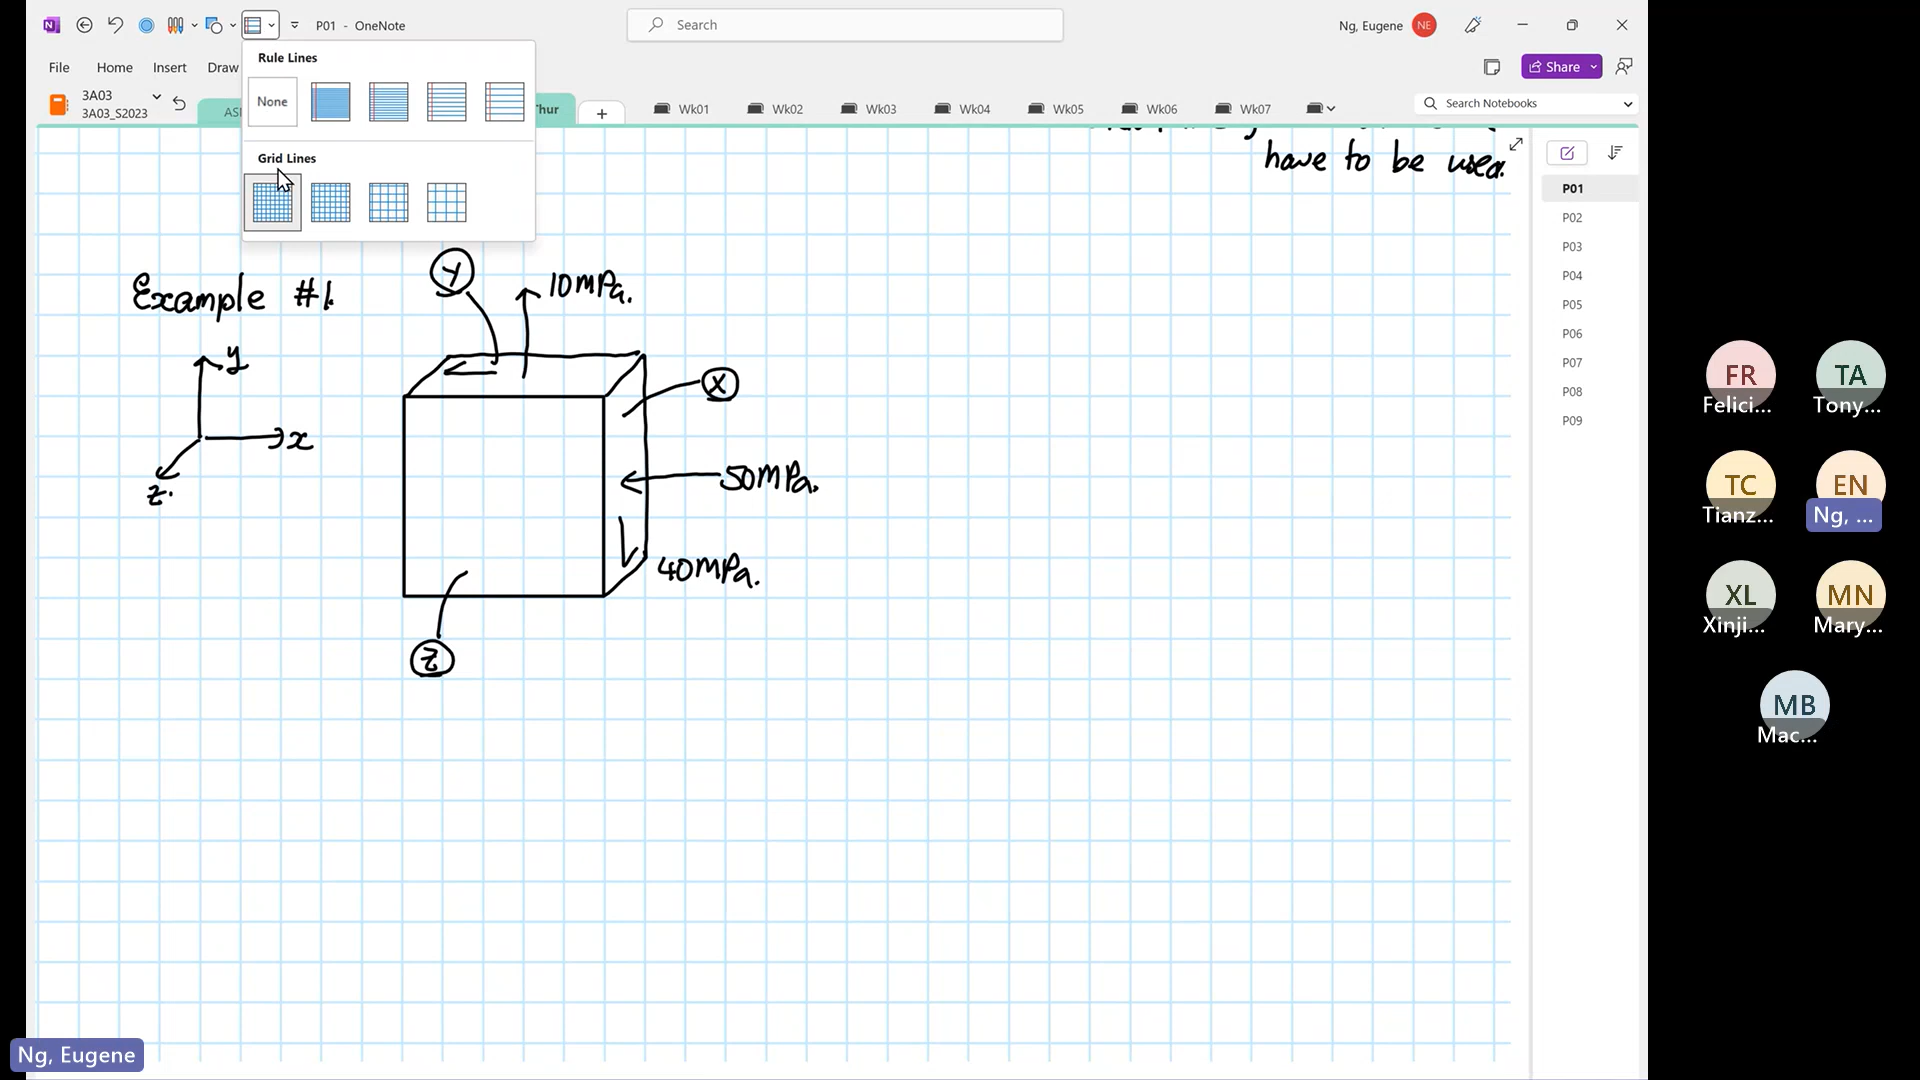 P01 - OneNote
Search
Ng, Eugene
NE
File
Home
Insert
Draw
Share
Rule Lines
None
Grid Lines
3A03
3A03_S2023
hur
+
Wk01
Wk02
Wk03
Wk04
Wk05
Wk06
Wk07
Search Notebooks
have to be used.
P01
P02
P03
P04
P05
P06
P07
P08
P09
Example #1.
y
x
z.
Y
10MPa.
X
50MPa.
40MPa.
Z
FR
Felici...
TA
Tony...
TC
Tianz...
EN
Ng, ...
XL
Xinji...
MN
Mary...
MB
Mac...
Ng, Eugene